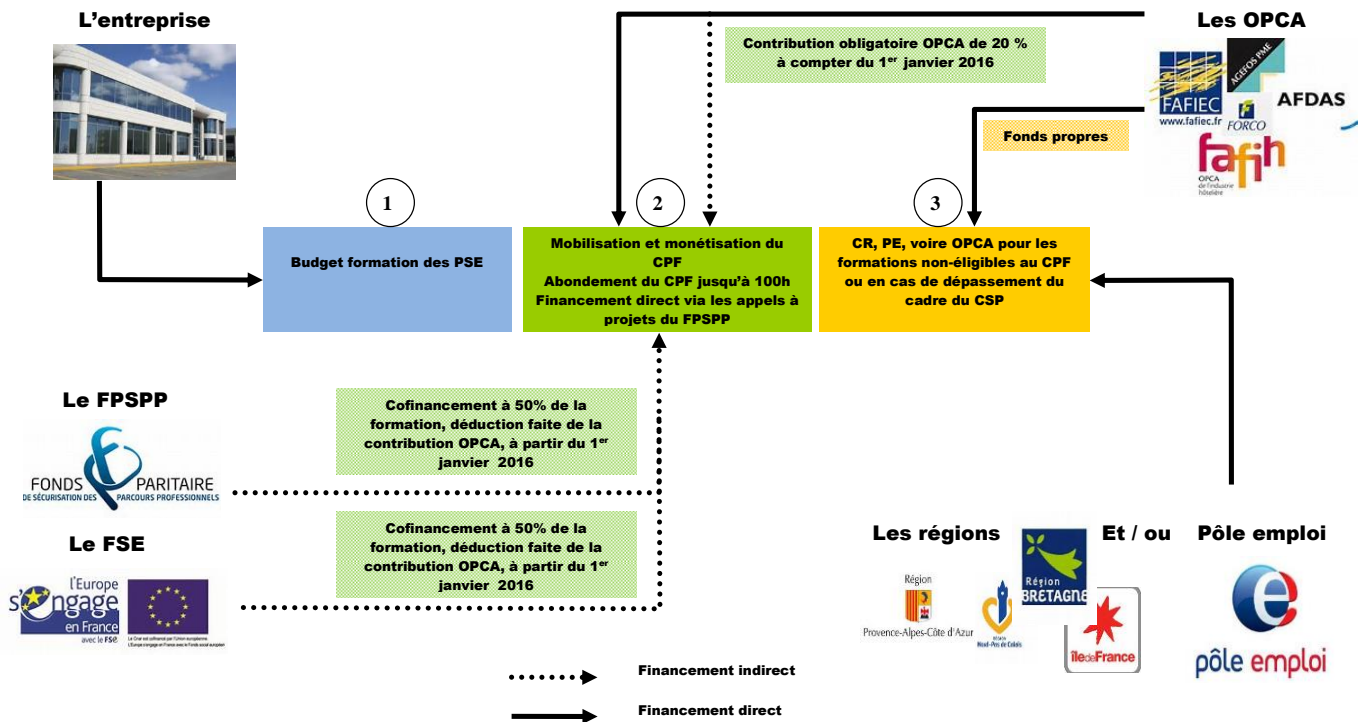 L'entreprise
Les OPCA
Contribution obligatoire OPCA de 20 %
à compter du 1er janvier 2016
AGEFOS PME
FAFIEC
www.fafiec.fr
FORCO
AFDAS
Fonds propres
fafih
OPCA
de l'industrie
hôtelière
1
2
3
Budget formation des PSE
Mobilisation et monétisation du
CPF
Abondement du CPF jusqu'à 100h
Financement direct via les appels à
projets du FPSPP
CR, PE, voire OPCA pour les
formations non-éligibles au CPF
ou en cas de dépassement du
cadre du CSP
Le FPSPP
FONDS PARITAIRE
DE SÉCURISATION DES PARCOURS PROFESSIONNELS
Cofinancement à 50% de la
formation, déduction faite de la
contribution OPCA, à partir du 1er
janvier 2016
Le FSE
l'Europe
s'engage
en France
avec le FSE
Cofinancement à 50% de la
formation, déduction faite de la
contribution OPCA, à partir du 1er
janvier 2016
Les régions
Et / ou
Pôle emploi
Région
Provence-Alpes-Côte d'Azur
Nord-Pas de Calais
Région
BRETAGNE
îledeFrance
pôle emploi
Financement indirect
Financement direct